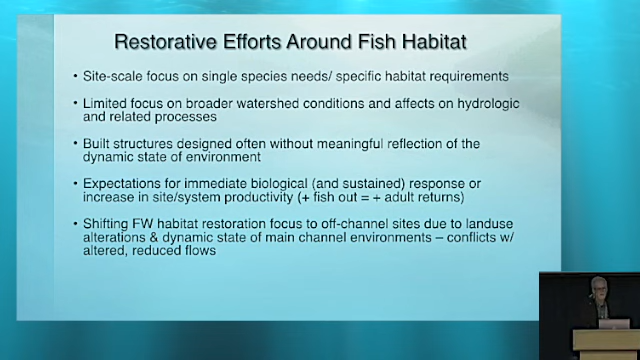 Restorative Efforts Around Fish Habitat
• Site-scale focus on single species needs/ specific habitat requirements
• Limited focus on broader watershed conditions and affects on hydrologic
and related processes
• Built structures designed often without meaningful reflection of the
dynamic state of environment
• Expectations for immediate biological (and sustained) response or
increase in site/system productivity (+ fish out = + adult returns)
• Shifting FW habitat restoration focus to off-channel sites due to landuse
alterations & dynamic state of main channel environments – conflicts w/
altered, reduced flows